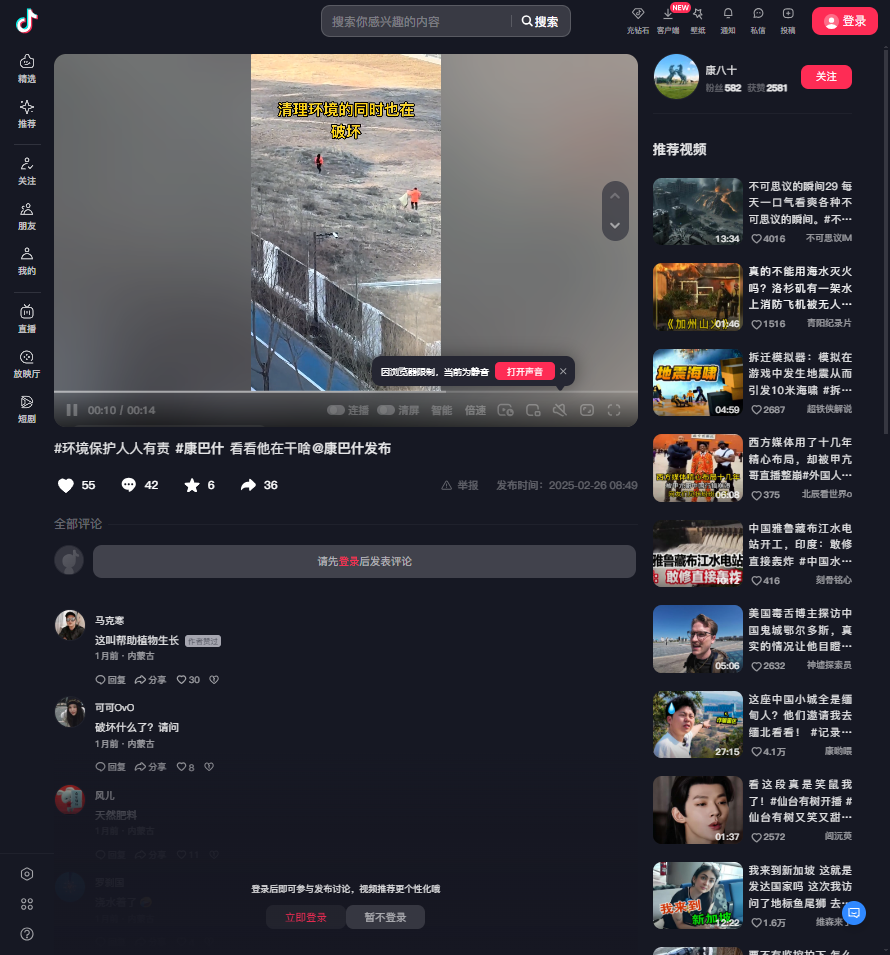 搜索你感兴趣的内容
搜索
充钻石
客户端
NEW
壁纸
通知
私信
投稿
登录
精选
推荐
关注
朋友
我的
直播
放映厅
短剧
清理环境的同时也在
破坏
因浏览器限制，当前为静音
打开声音
00:10 / 00:14
连播
清屏
智能
倍速
#环境保护人人有责 #康巴什 看看他在干啥@康巴什发布
55
42
6
36
举报
发布时间：2025-02-26 08:49
全部评论
请先登录后发表评论
马克寒
这叫帮助植物生长 作者赞过
1月前 · 内蒙古
回复 分享 30
可可OvO
破坏什么了？请问
1月前 · 内蒙古
回复 分享 8
风儿
天然肥料
1月前 · 内蒙古
回复 分享 17
登录后即可参与发布讨论，视频推荐更个性化哦
立即登录
暂不登录
康八十
粉丝582 获赞2581
关注
推荐视频
13:34
不可思议的瞬间29 每
天一口气看爽各种不
可思议的瞬间。#不…
4016 不可思议IM
《加州山火》
01:46
真的不能用海水灭火
吗？洛杉矶有一架水
上消防飞机被无人…
1516 青阳纪录片
地震海啸
04:59
拆迁模拟器：模拟在
游戏中发生地震从而
引发10米海啸 #拆…
2687 超铁侠解说
西方媒体精心布局十几年
06:08
西方媒体用了十几年
精心布局，却被甲亢
哥直播整崩#外国人…
375 北辰看世界o
雅鲁藏布江水电站
敢修直接轰炸
10:12
中国雅鲁藏布江水电
站开工，印度：敢修
直接轰炸 #中国水…
416 刻骨铭心
05:06
美国毒舌博主探访中
国鬼城鄂尔多斯，真
实的情况让他目瞪…
2632 神墟探索员
27:15
这座中国小城全是缅
甸人？他们邀请我去
缅北看看！ #记录…
4.1万 康哟喂
01:37
看这段真是笑鼠我
了！#仙台有树开播 #
仙台有树又笑又甜…
2572 阅沅英
我来到
新加坡
12:22
我来到新加坡 这就是
发达国家吗 这次我访
问了地标鱼尾狮 去…
1.6万 维森来了